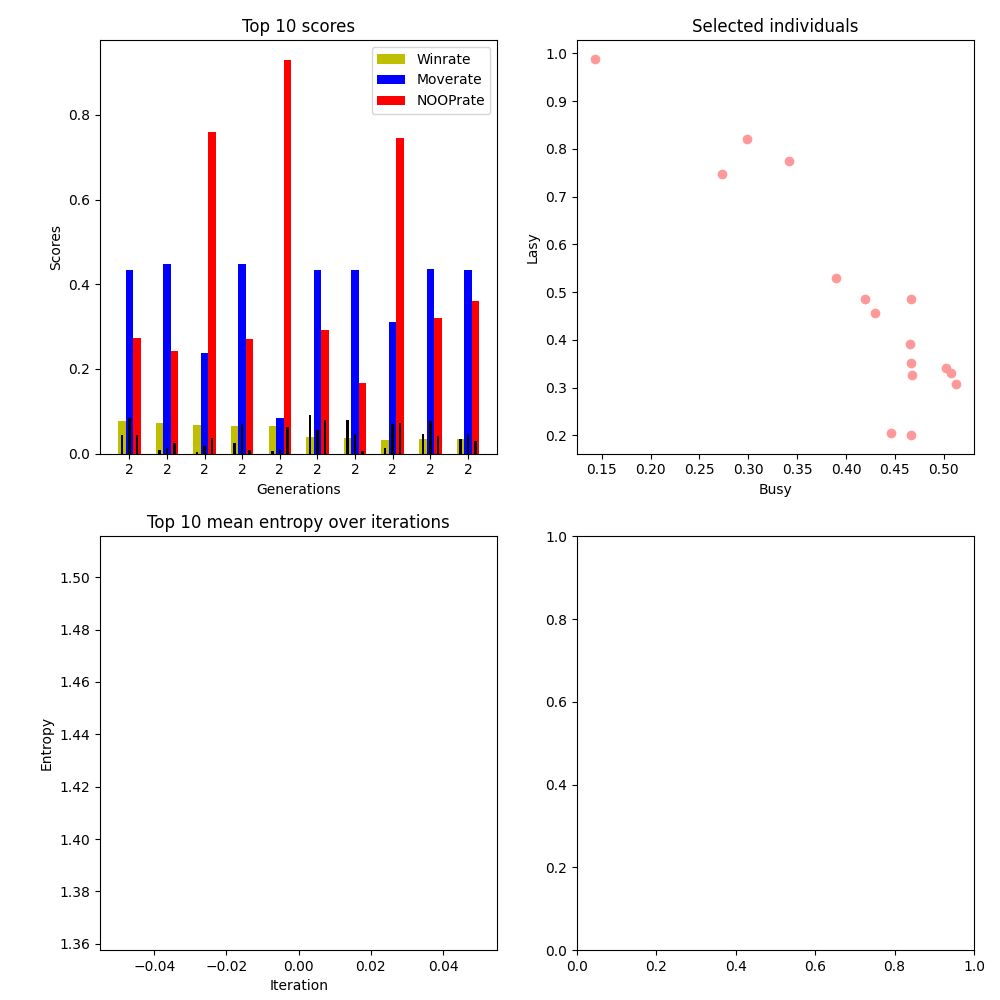 Top 10 scores
Winrate
Moverate
NOOPrate
Scores
0.8
0.6
0.4
0.2
0.0
2 2 2 2 2 2 2 2 2 2
Generations
Selected individuals
Lasy
1.0
0.9
0.8
0.7
0.6
0.5
0.4
0.3
0.2
0.15 0.20 0.25 0.30 0.35 0.40 0.45 0.50
Busy
Top 10 mean entropy over iterations
Entropy
1.50
1.48
1.46
1.44
1.42
1.40
1.38
1.36
−0.04 −0.02 0.00 0.02 0.04
Iteration
1.0
0.8
0.6
0.4
0.2
0.0
0.0 0.2 0.4 0.6 0.8 1.0